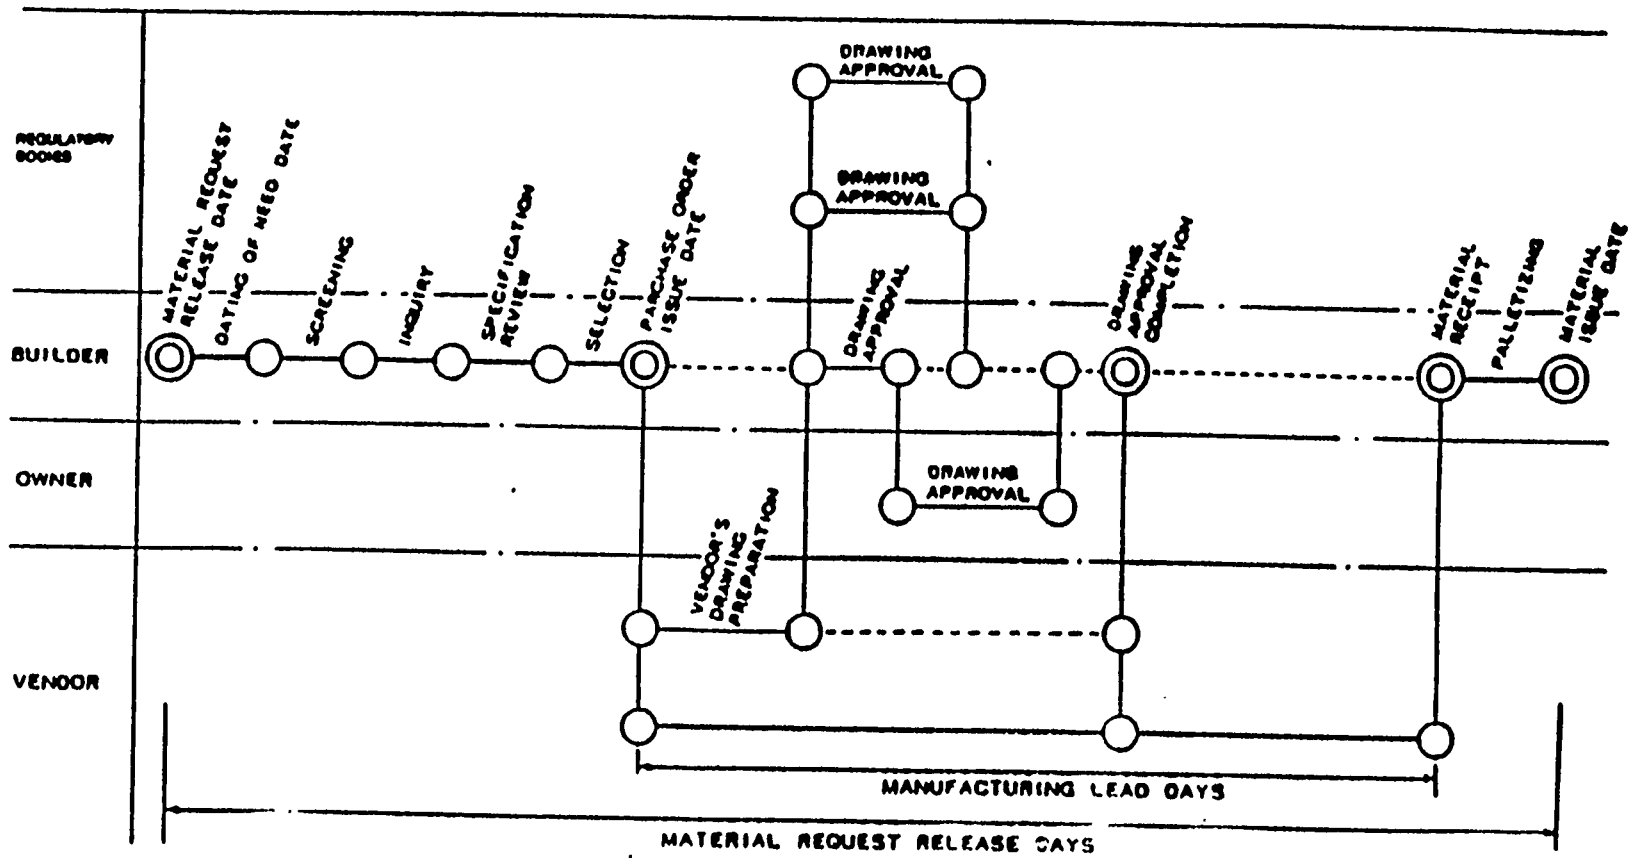 DRAWING
APPROVAL
REGULATORY
BODIES
DRAWING
APPROVAL
MATERIAL REQUEST
RELEASE DATE
DATING OF NEED DATE
SCREENING
INQUIRY
SPECIFICATION
REVIEW
SELECTION
PARCHASE ORDER
ISSUE DATE
DRAWING
APPROVAL
DRAWING
APPROVAL
COMPLETION
MATERIAL
RECEIPT
PALLETIZING
MATERIAL
ISSUE DATE
BUILDER
OWNER
DRAWING
APPROVAL
VENDOR'S
DRAWING
PREPARATION
VENDOR
MANUFACTURING LEAD DAYS
MATERIAL REQUEST RELEASE DAYS